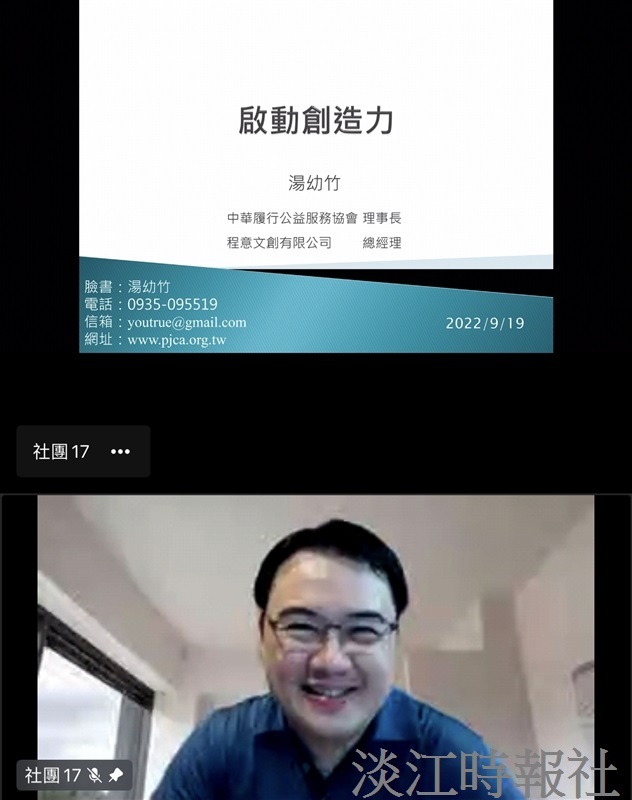 啟動創造力
湯幼竹
中華履行公益服務協會 理事長
程意文創有限公司 總經理
臉書：湯幼竹
電話：0935-095519
信箱：youtrue@gmail.com
網址：www.pjca.org.tw
2022/9/19
社團17
社團17
淡江時報社